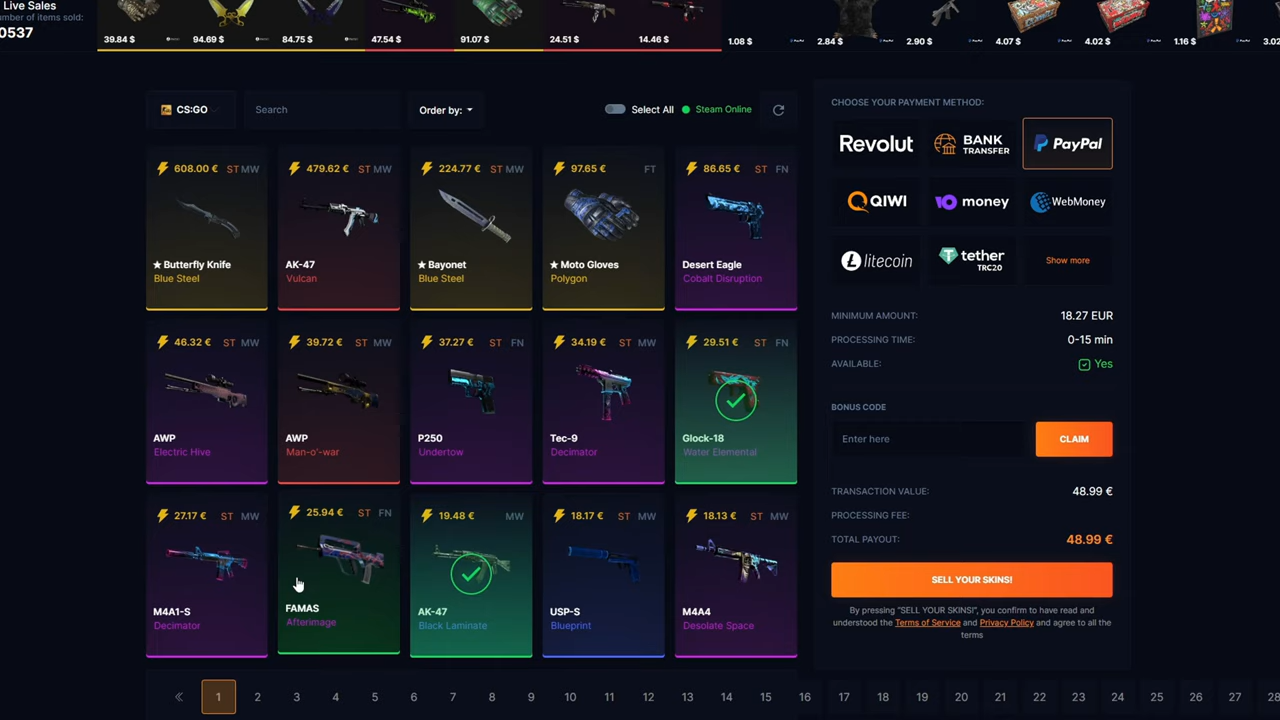 Live Sales
umber of items sold:
0537
39.84 $
94.69 $
84.75 $
47.54 $
91.07 $
24.51 $
14.46 $
1.08 $
2.84 $
2.90 $
4.07 $
4.02 $
1.16 $
3.02
CS:GO
Search
Order by:
Select All
Steam Online
608.00 € ST MW
★ Butterfly Knife
Blue Steel
479.62 € ST MW
AK-47
Vulcan
224.77 € ST MW
★ Bayonet
Blue Steel
97.65 € FT
★ Moto Gloves
Polygon
86.65 € ST FN
Desert Eagle
Cobalt Disruption
46.32 € ST MW
AWP
Electric Hive
39.72 € ST MW
AWP
Man-o'-war
37.27 € ST FN
P250
Undertow
34.19 € ST MW
Tec-9
Decimator
29.51 € ST FN
Glock-18
Water Elemental
27.17 € ST MW
M4A1-S
Decimator
25.94 € ST FN
FAMAS
Afterimage
19.48 € MW
AK-47
Black Laminate
18.17 € ST MW
USP-S
Blueprint
18.13 € ST MW
M4A4
Desolate Space
« 1 2 3 4 5 6 7 8 9 10 11 12 13 14 15 16 17 18 19 20 21 22 23 24 25 26 27 28
CHOOSE YOUR PAYMENT METHOD:
Revolut
BANK
TRANSFER
PayPal
QIWI
money
WebMoney
litecoin
tether
TRC20
Show more
MINIMUM AMOUNT: 18.27 EUR
PROCESSING TIME: 0-15 min
AVAILABLE: Yes
BONUS CODE
Enter here
CLAIM
TRANSACTION VALUE: 48.99 €
PROCESSING FEE:
TOTAL PAYOUT: 48.99 €
SELL YOUR SKINS!
By pressing "SELL YOUR SKINS!", you confirm to have read and
understood the Terms of Service and Privacy Policy and agree to all the
terms